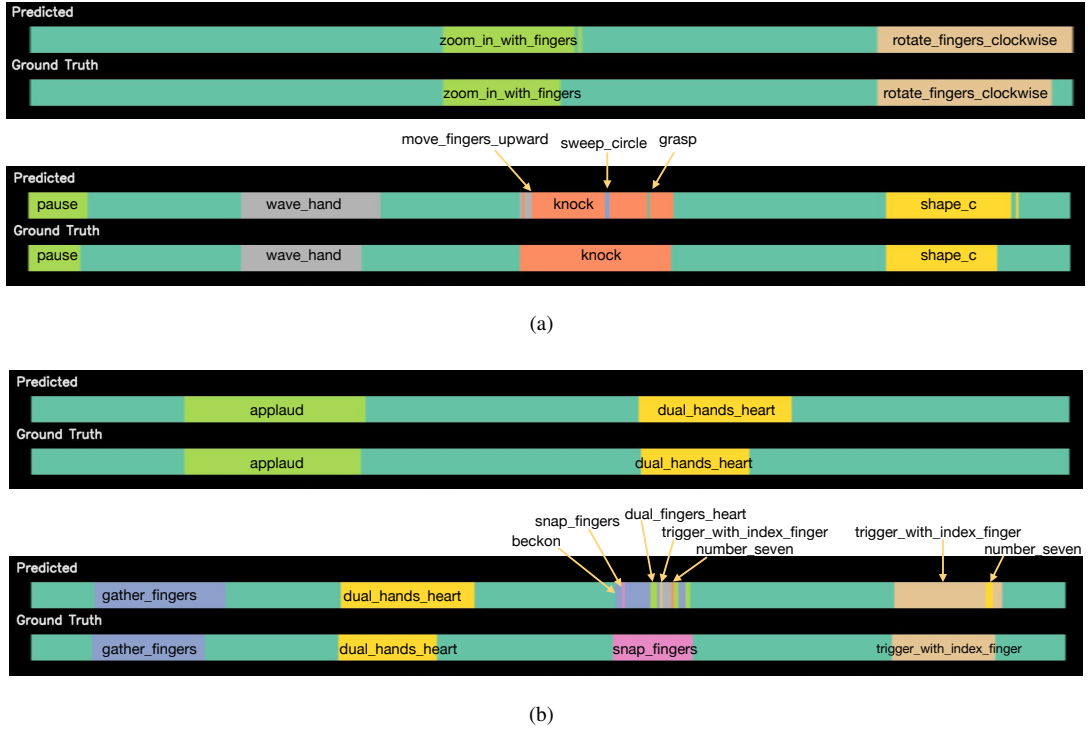 Predicted
zoom_in_with_fingers rotate_fingers_clockwise
Ground Truth
zoom_in_with_fingers rotate_fingers_clockwise
move_fingers_upward sweep_circle grasp
Predicted
pause wave_hand knock shape_c
Ground Truth
pause wave_hand knock shape_c
(a)
Predicted
applaud dual_hands_heart
Ground Truth
applaud dual_hands_heart
dual_fingers_heart
snap_fingers trigger_with_index_finger trigger_with_index_finger
beckon number_seven number_seven
Predicted
gather_fingers dual_hands_heart
Ground Truth
gather_fingers dual_hands_heart snap_fingers trigger_with_index_finger
(b)